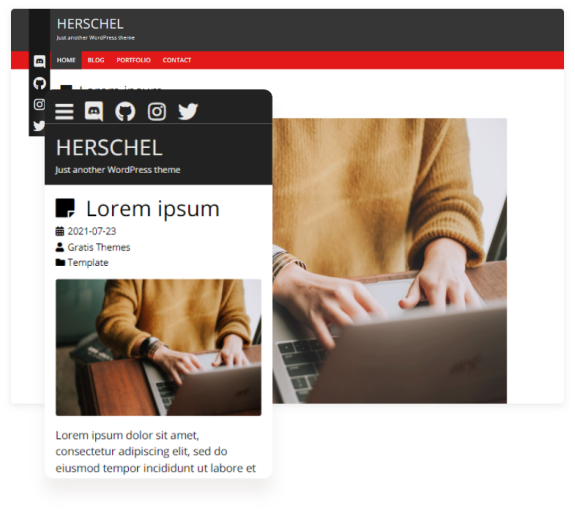 HERSCHEL
Just another WordPress theme
HOME BLOG PORTFOLIO CONTACT
Lorem ipsum
HERSCHEL
Just another WordPress theme
Lorem ipsum
2021-07-23
Gratis Themes
Template
Lorem ipsum dolor sit amet,
consectetur adipiscing elit, sed do
eiusmod tempor incididunt ut labore et